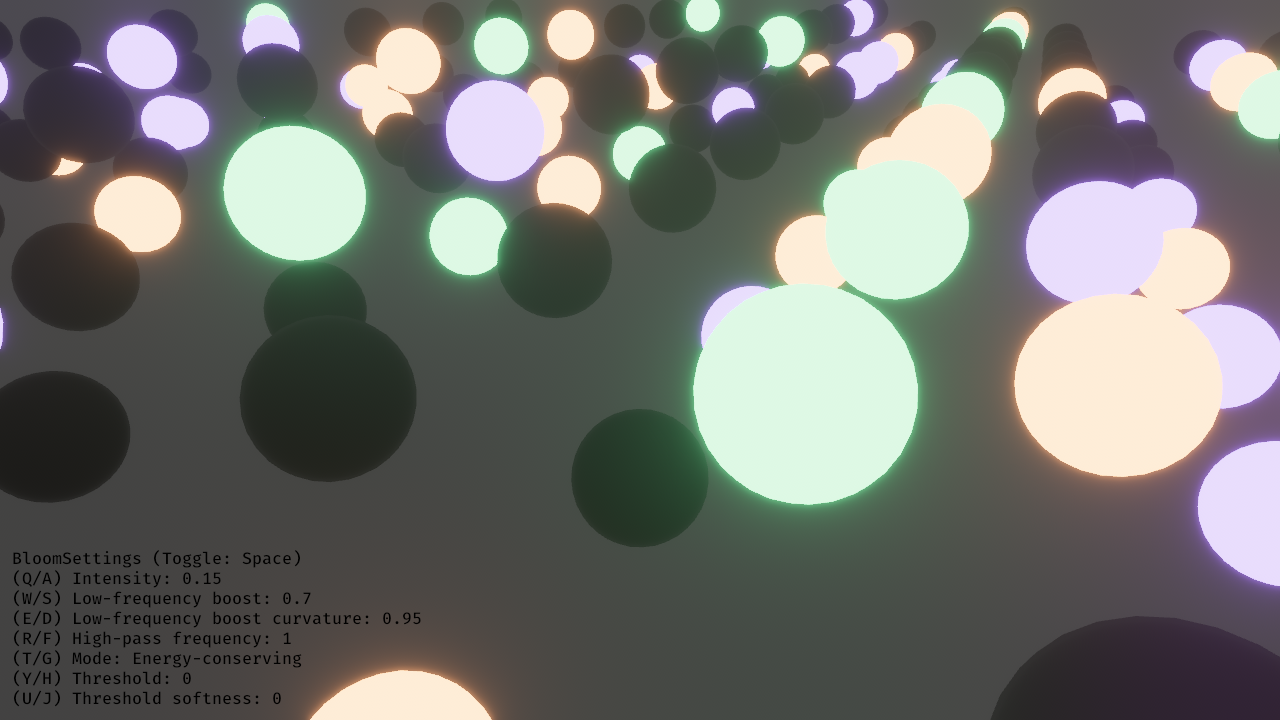 BloomSettings (Toggle: Space)
(Q/A) Intensity: 0.15
(W/S) Low-frequency boost: 0.7
(E/D) Low-frequency boost curvature: 0.95
(R/F) High-pass frequency: 1
(T/G) Mode: Energy-conserving
(Y/H) Threshold: 0
(U/J) Threshold softness: 0